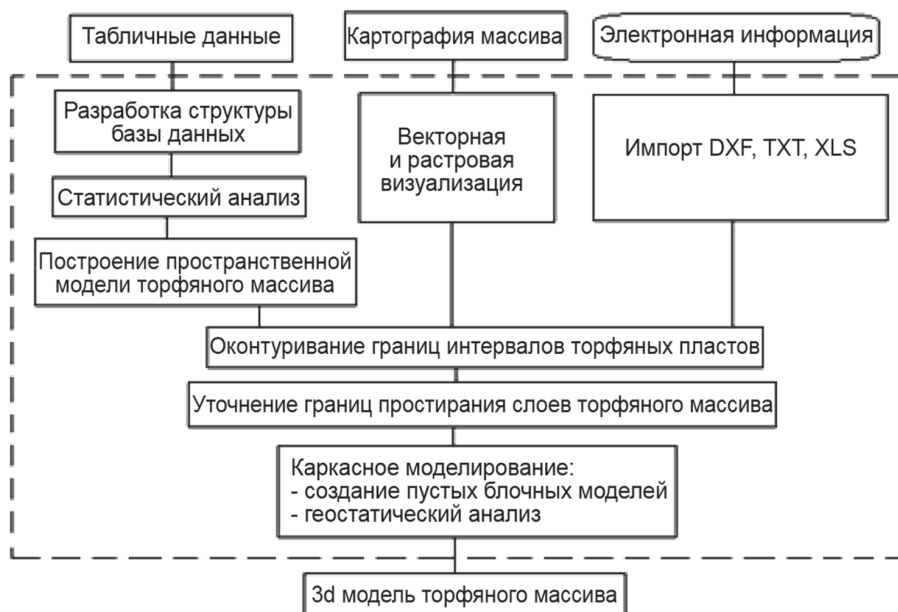 Табличные данные
Картография массива
Электронная информация
Разработка структуры
базы данных
Векторная
и растровая
визуализация
Импорт DXF, TXT, XLS
Статистический анализ
Построение пространственной
модели торфяного массива
Оконтуривание границ интервалов торфяных пластов
Уточнение границ простирания слоев торфяного массива
Каркасное моделирование:
- создание пустых блочных моделей
- геостатический анализ
3d модель торфяного массива